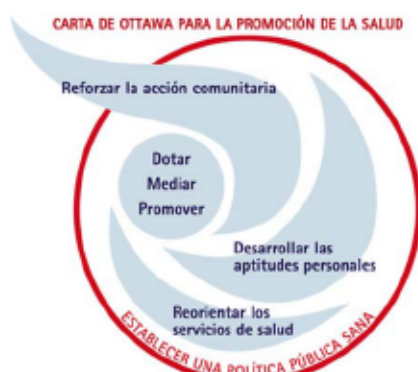 CARTA DE OTTAWA PARA LA PROMOCIÓN DE LA SALUD
Reforzar la acción comunitaria
Dotar
Mediar
Promover
Desarrollar las
aptitudes personales
Reorientar los
servicios de salud
ESTABLECER UNA POLÍTICA PÚBLICA SANA